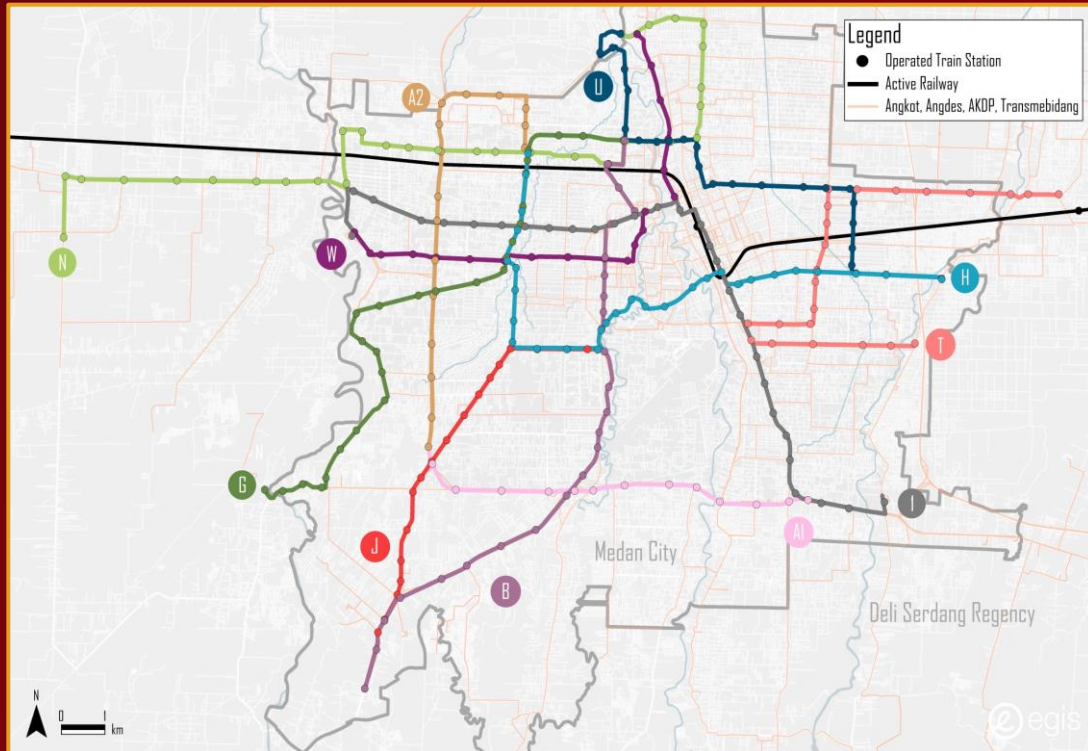 Legend
Operated Train Station
Active Railway
Angkot, Angdes, AKDP, Transmebidang
U
A2
N
W
H
T
G
I
A1
J
Medan City
B
Deli Serdang Regency
N
0 1
km
egis